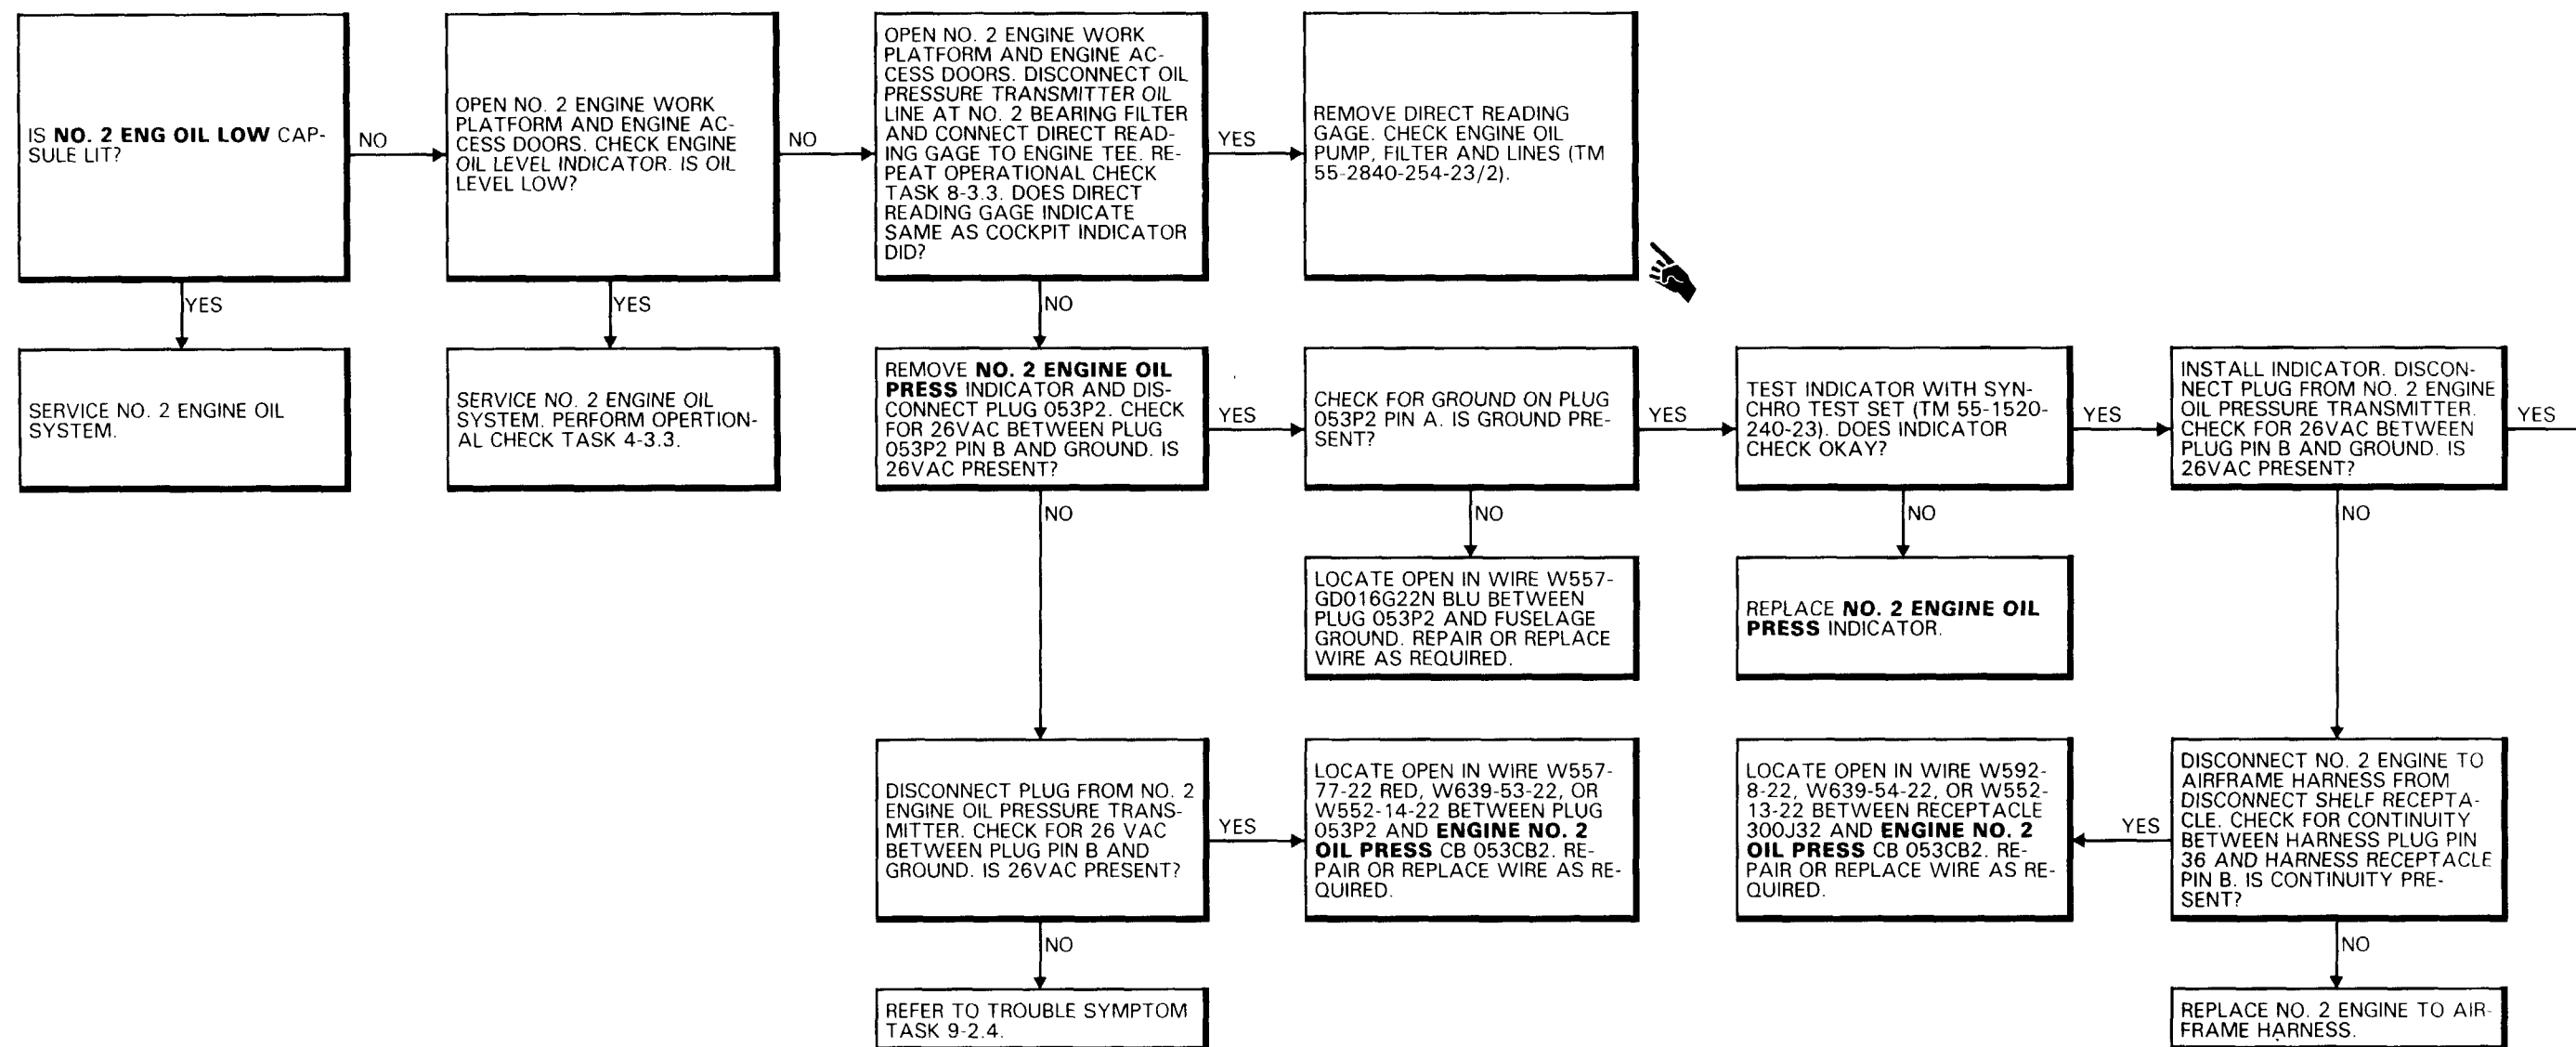 IS NO. 2 ENG OIL LOW CAP-
SULE LIT?
NO
YES
OPEN NO. 2 ENGINE WORK
PLATFORM AND ENGINE AC-
CESS DOORS. CHECK ENGINE
OIL LEVEL INDICATOR. IS OIL
LEVEL LOW?
NO
YES
OPEN NO. 2 ENGINE WORK
PLATFORM AND ENGINE AC-
CESS DOORS. DISCONNECT OIL
PRESSURE TRANSMITTER OIL
LINE AT NO. 2 BEARING FILTER
AND CONNECT DIRECT READ-
ING GAGE TO ENGINE TEE. RE-
PEAT OPERATIONAL CHECK
TASK 8-3.3. DOES DIRECT
READING GAGE INDICATE
SAME AS COCKPIT INDICATOR
DID?
YES
NO
REMOVE DIRECT READING
GAGE. CHECK ENGINE OIL
PUMP, FILTER AND LINES (TM
55-2840-254-23/2).
SERVICE NO. 2 ENGINE OIL
SYSTEM.
SERVICE NO. 2 ENGINE OIL
SYSTEM. PERFORM OPERTION-
AL CHECK TASK 4-3.3.
REMOVE NO. 2 ENGINE OIL
PRESS INDICATOR AND DIS-
CONNECT PLUG 053P2. CHECK
FOR 26VAC BETWEEN PLUG
053P2 PIN B AND GROUND. IS
26VAC PRESENT?
YES
NO
CHECK FOR GROUND ON PLUG
053P2 PIN A. IS GROUND PRE-
SENT?
YES
NO
TEST INDICATOR WITH SYN-
CHRO TEST SET (TM 55-1520-
240-23). DOES INDICATOR
CHECK OKAY?
YES
NO
INSTALL INDICATOR. DISCON-
NECT PLUG FROM NO. 2 ENGINE
OIL PRESSURE TRANSMITTER.
CHECK FOR 26VAC BETWEEN
PLUG PIN B AND GROUND. IS
26VAC PRESENT?
YES
NO
LOCATE OPEN IN WIRE W557-
GD016G22N BLU BETWEEN
PLUG 053P2 AND FUSELAGE
GROUND. REPAIR OR REPLACE
WIRE AS REQUIRED.
REPLACE NO. 2 ENGINE OIL
PRESS INDICATOR.
DISCONNECT PLUG FROM NO. 2
ENGINE OIL PRESSURE TRANS-
MITTER. CHECK FOR 26 VAC
BETWEEN PLUG PIN B AND
GROUND. IS 26VAC PRESENT?
YES
NO
LOCATE OPEN IN WIRE W557-
77-22 RED, W639-53-22, OR
W552-14-22 BETWEEN PLUG
053P2 AND ENGINE NO. 2
OIL PRESS CB 053CB2. RE-
PAIR OR REPLACE WIRE AS RE-
QUIRED.
LOCATE OPEN IN WIRE W592-
8-22, W639-54-22, OR W552-
13-22 BETWEEN RECEPTACLE
300J32 AND ENGINE NO. 2
OIL PRESS CB 053CB2. RE-
PAIR OR REPLACE WIRE AS RE-
QUIRED.
YES
DISCONNECT NO. 2 ENGINE TO
AIRFRAME HARNESS FROM
DISCONNECT SHELF RECEPTA-
CLE. CHECK FOR CONTINUITY
BETWEEN HARNESS PLUG PIN
36 AND HARNESS RECEPTACLE
PIN B. IS CONTINUITY PRE-
SENT?
NO
REFER TO TROUBLE SYMPTOM
TASK 9-2.4.
REPLACE NO. 2 ENGINE TO AIR-
FRAME HARNESS.